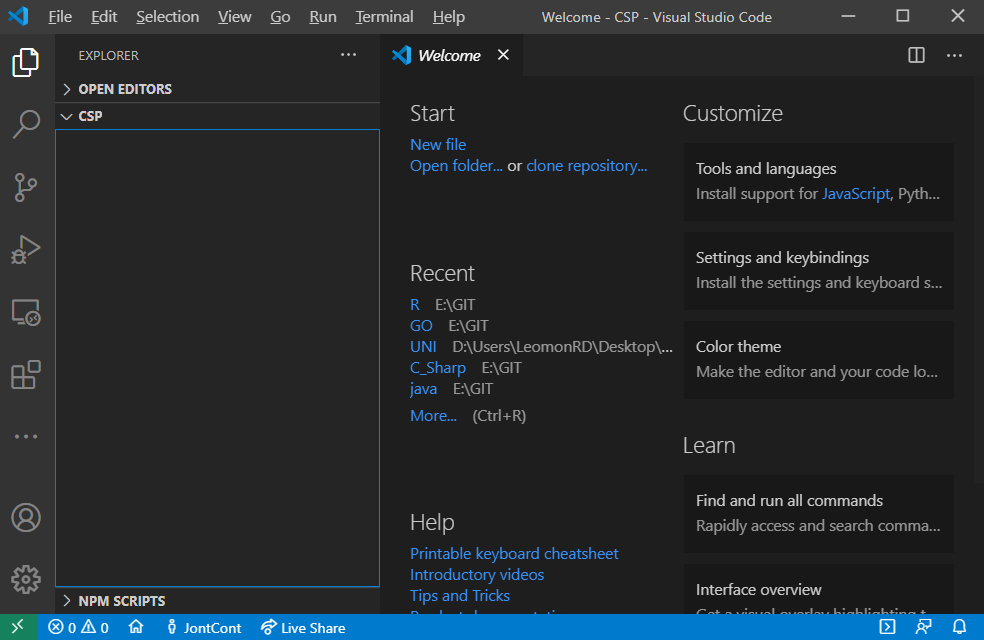 File Edit Selection View Go Run Terminal Help Welcome - CSP - Visual Studio Code
EXPLORER
OPEN EDITORS
CSP
NPM SCRIPTS
Welcome
Start
New file
Open folder... or clone repository...
Recent
R E:\GIT
GO E:\GIT
UNI D:\Users\LeomonRD\Desktop\...
C_Sharp E:\GIT
java E:\GIT
More... (Ctrl+R)
Help
Printable keyboard cheatsheet
Introductory videos
Tips and Tricks
Customize
Tools and languages
Install support for JavaScript, Pyth...
Settings and keybindings
Install the settings and keyboard s...
Color theme
Make the editor and your code lo...
Learn
Find and run all commands
Rapidly access and search comma...
Interface overview
Get a visual overlay highlighting t...
0 0 JontCont Live Share